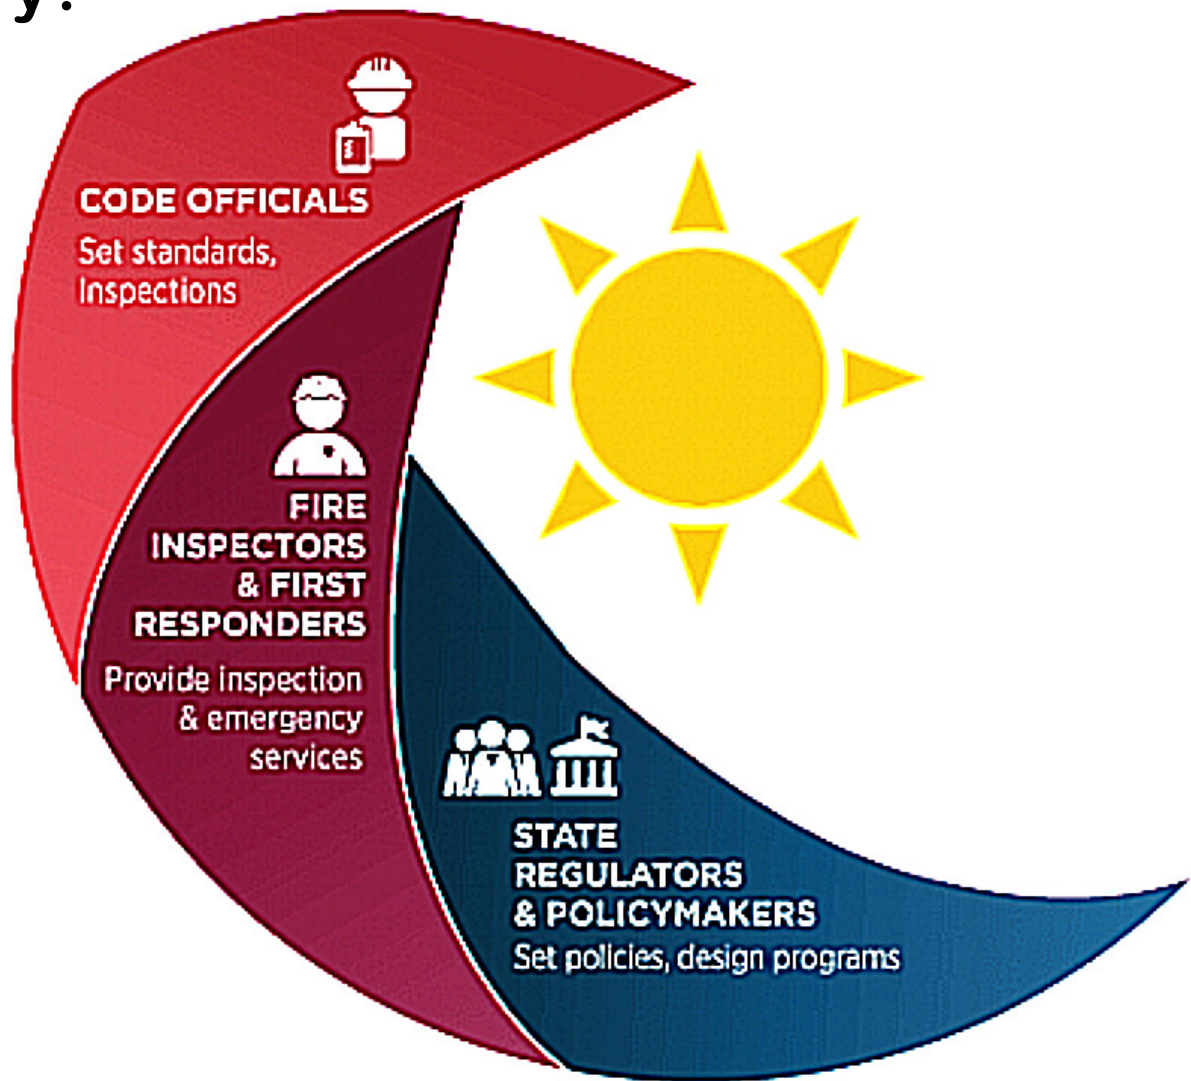 y?
CODE OFFICIALS
Set standards,
Inspections
FIRE
INSPECTORS
& FIRST
RESPONDERS
Provide inspection
& emergency
services
STATE
REGULATORS
& POLICYMAKERS
Set policies, design programs